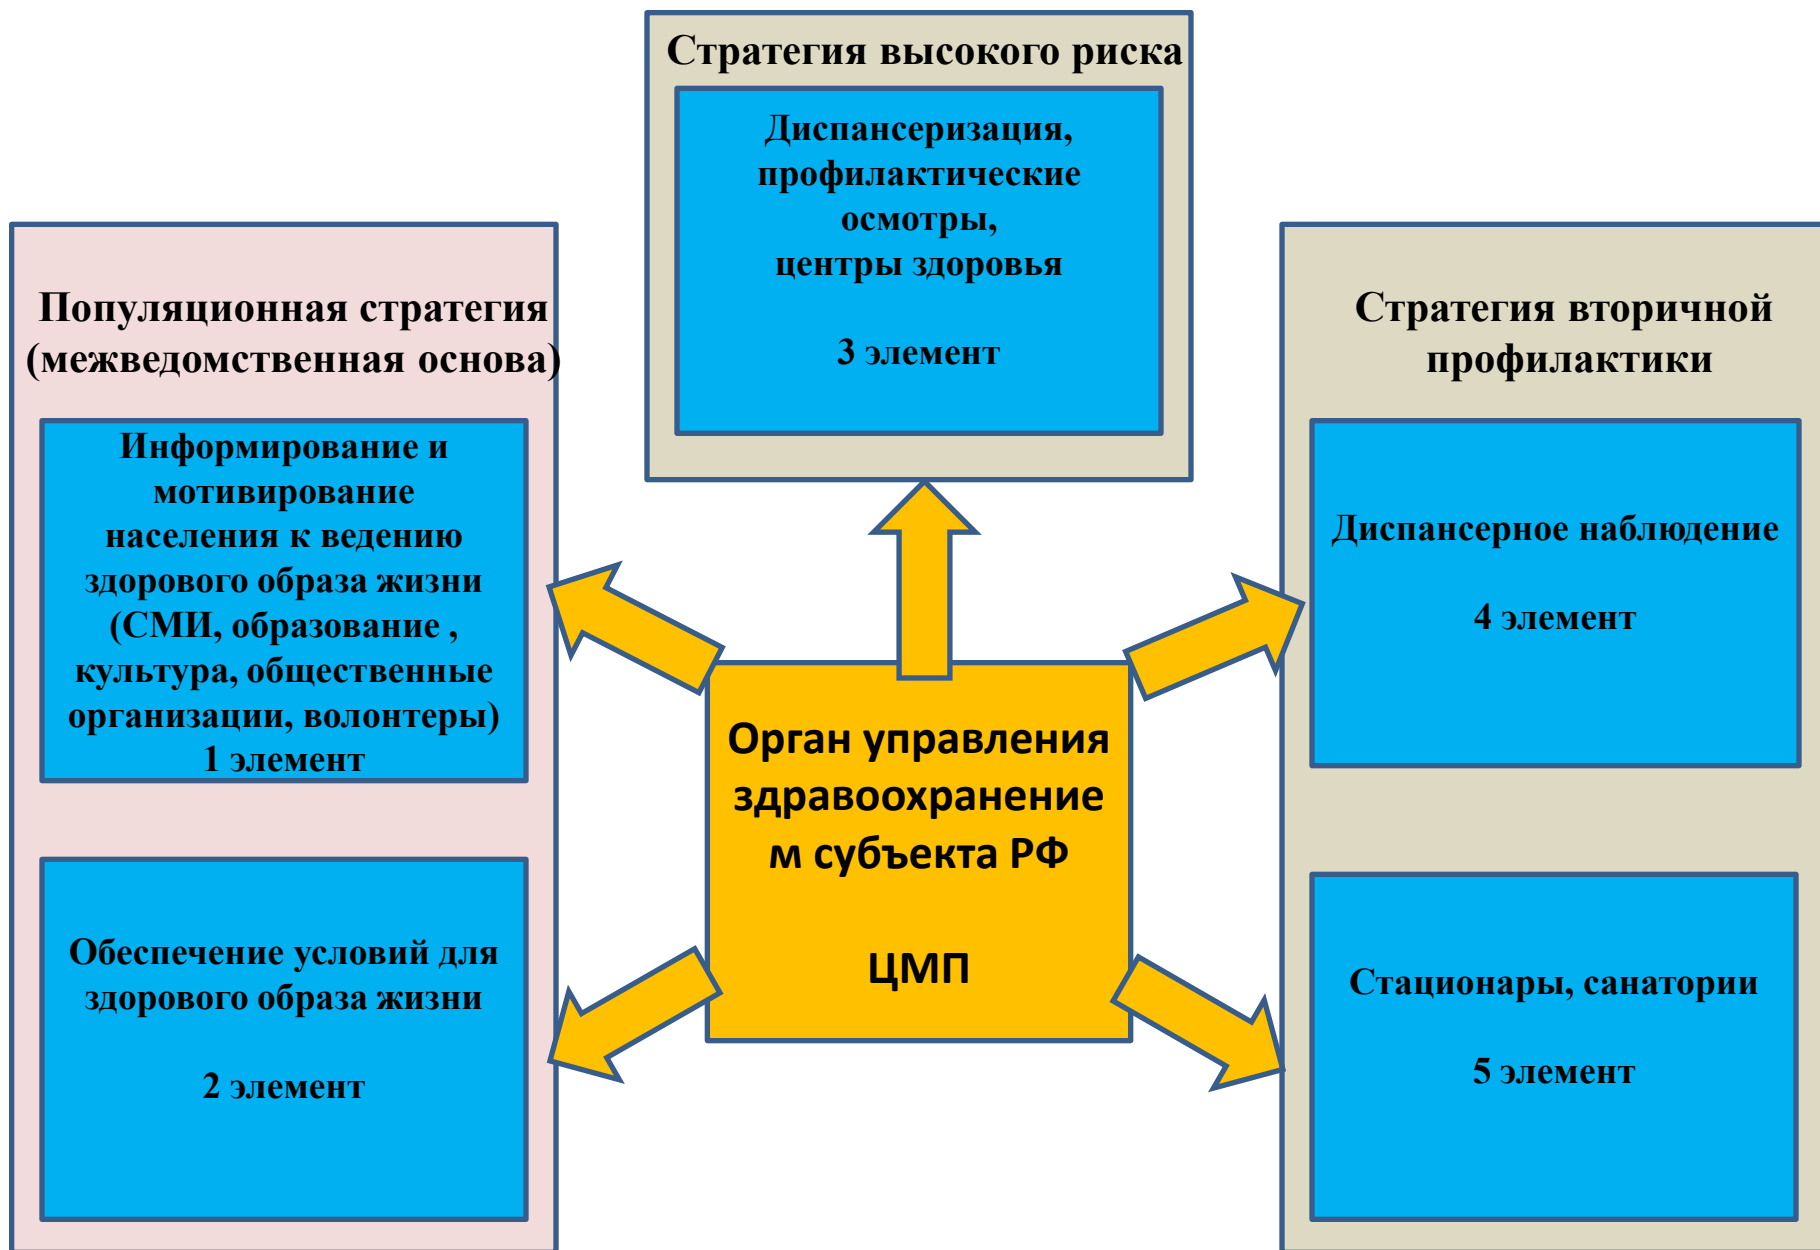 Стратегия высокого риска
Диспансеризация,
профилактические
осмотры,
центры здоровья
3 элемент
Популяционная стратегия
(межведомственная основа)
Информирование и
мотивирование
населения к ведению
здорового образа жизни
(СМИ, образование ,
культура, общественные
организации, волонтеры)
1 элемент
Обеспечение условий для
здорового образа жизни
2 элемент
Орган управления
здравоохранение
м субъекта РФ
ЦМП
Стратегия вторичной
профилактики
Диспансерное наблюдение
4 элемент
Стационары, санатории
5 элемент